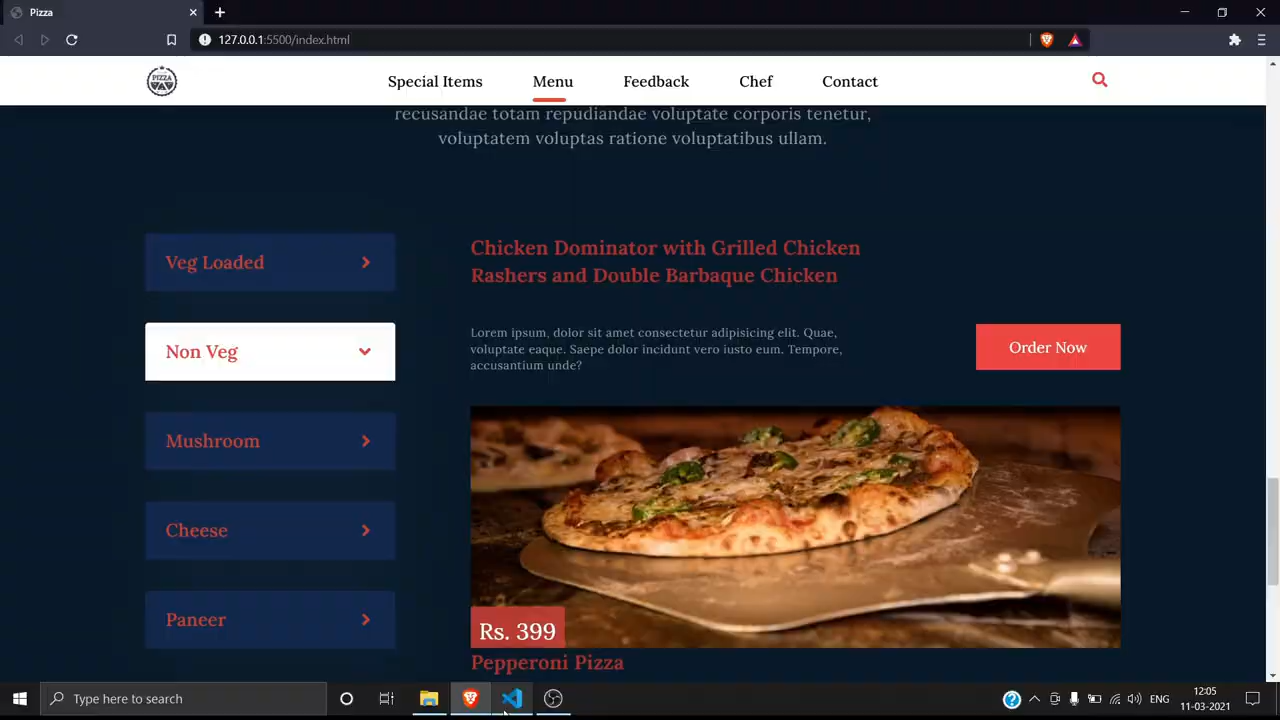 Pizza
127.0.0.1:5500/index.html
PIZZA
Special Items
Menu
Feedback
Chef
Contact
recusandae totam repudiandae voluptate corporis tenetur,
voluptatem voluptas ratione voluptatibus ullam.
Veg Loaded
Non Veg
Mushroom
Cheese
Paneer
Chicken Dominator with Grilled Chicken
Rashers and Double Barbaque Chicken
Lorem ipsum, dolor sit amet consectetur adipisicing elit. Quae,
voluptate eaque. Saepe dolor incidunt vero iusto eum. Tempore,
accusantium unde?
Order Now
Rs. 399
Pepperoni Pizza
Type here to search
ENG
12:05
11-03-2021